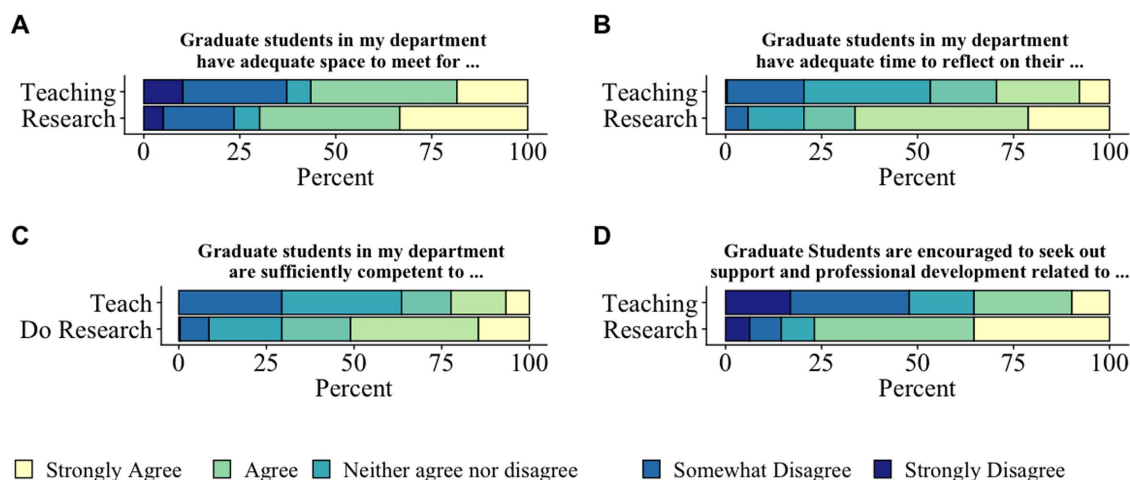 A
Graduate students in my department
have adequate space to meet for ...
Teaching
Research
0 25 50 75 100
Percent
B
Graduate students in my department
have adequate time to reflect on their ...
Teaching
Research
0 25 50 75 100
Percent
C
Graduate students in my department
are sufficiently competent to ...
Teach
Do Research
0 25 50 75 100
Percent
D
Graduate Students are encouraged to seek out
support and professional development related to ...
Teaching
Research
0 25 50 75 100
Percent
Strongly Agree Agree Neither agree nor disagree Somewhat Disagree Strongly Disagree